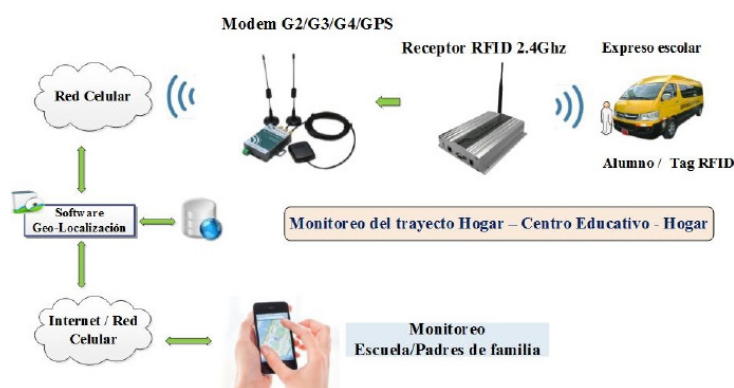 Modem G2/G3/G4/GPS
Receptor RFID 2.4Ghz
Expreso escolar
Red Celular
Alumno / Tag RFID
Software
Geo-Localización
Monitoreo del trayecto Hogar – Centro Educativo - Hogar
Internet / Red
Celular
Monitoreo
Escuela/Padres de familia